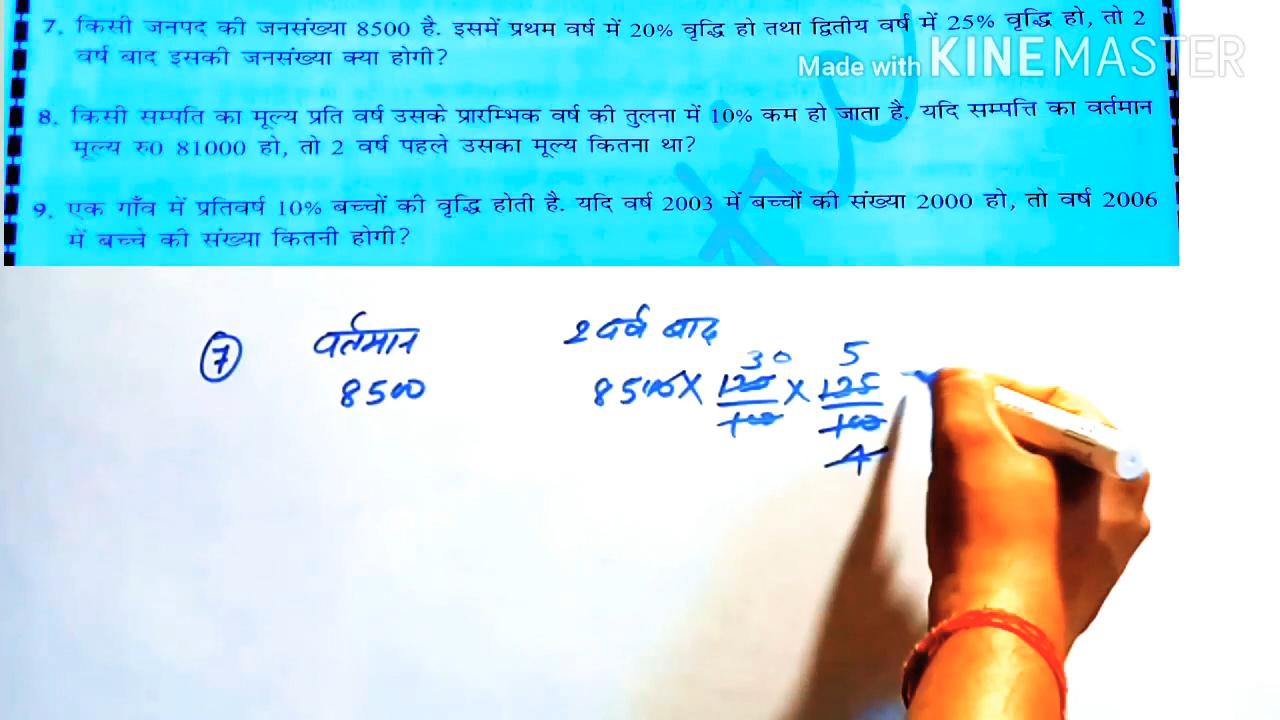 7. किसी जनपद की जनसंख्या 8500 है. इसमें प्रथम वर्ष में 20% वृद्धि हो तथा द्वितीय वर्ष में 25% वृद्धि हो, तो 2
वर्ष बाद इसकी जनसंख्या क्या होगी?
Made with KINEMASTER
8. किसी सम्पति का मूल्य प्रति वर्ष उसके प्रारम्भिक वर्ष की तुलना में 10% कम हो जाता है. यदि सम्पत्ति का वर्तमान
मूल्य रु0 81000 हो, तो 2 वर्ष पहले उसका मूल्य कितना था?
9. एक गाँव में प्रतिवर्ष 10% बच्चों की वृद्धि होती है. यदि वर्ष 2003 में बच्चों की संख्या 2000 हो, तो वर्ष 2006
में बच्चे की संख्या कितनी होगी?
7 वर्तमान 2 वर्ष बाद
30 5
8500 8500 × 120 × 125
100 100
4